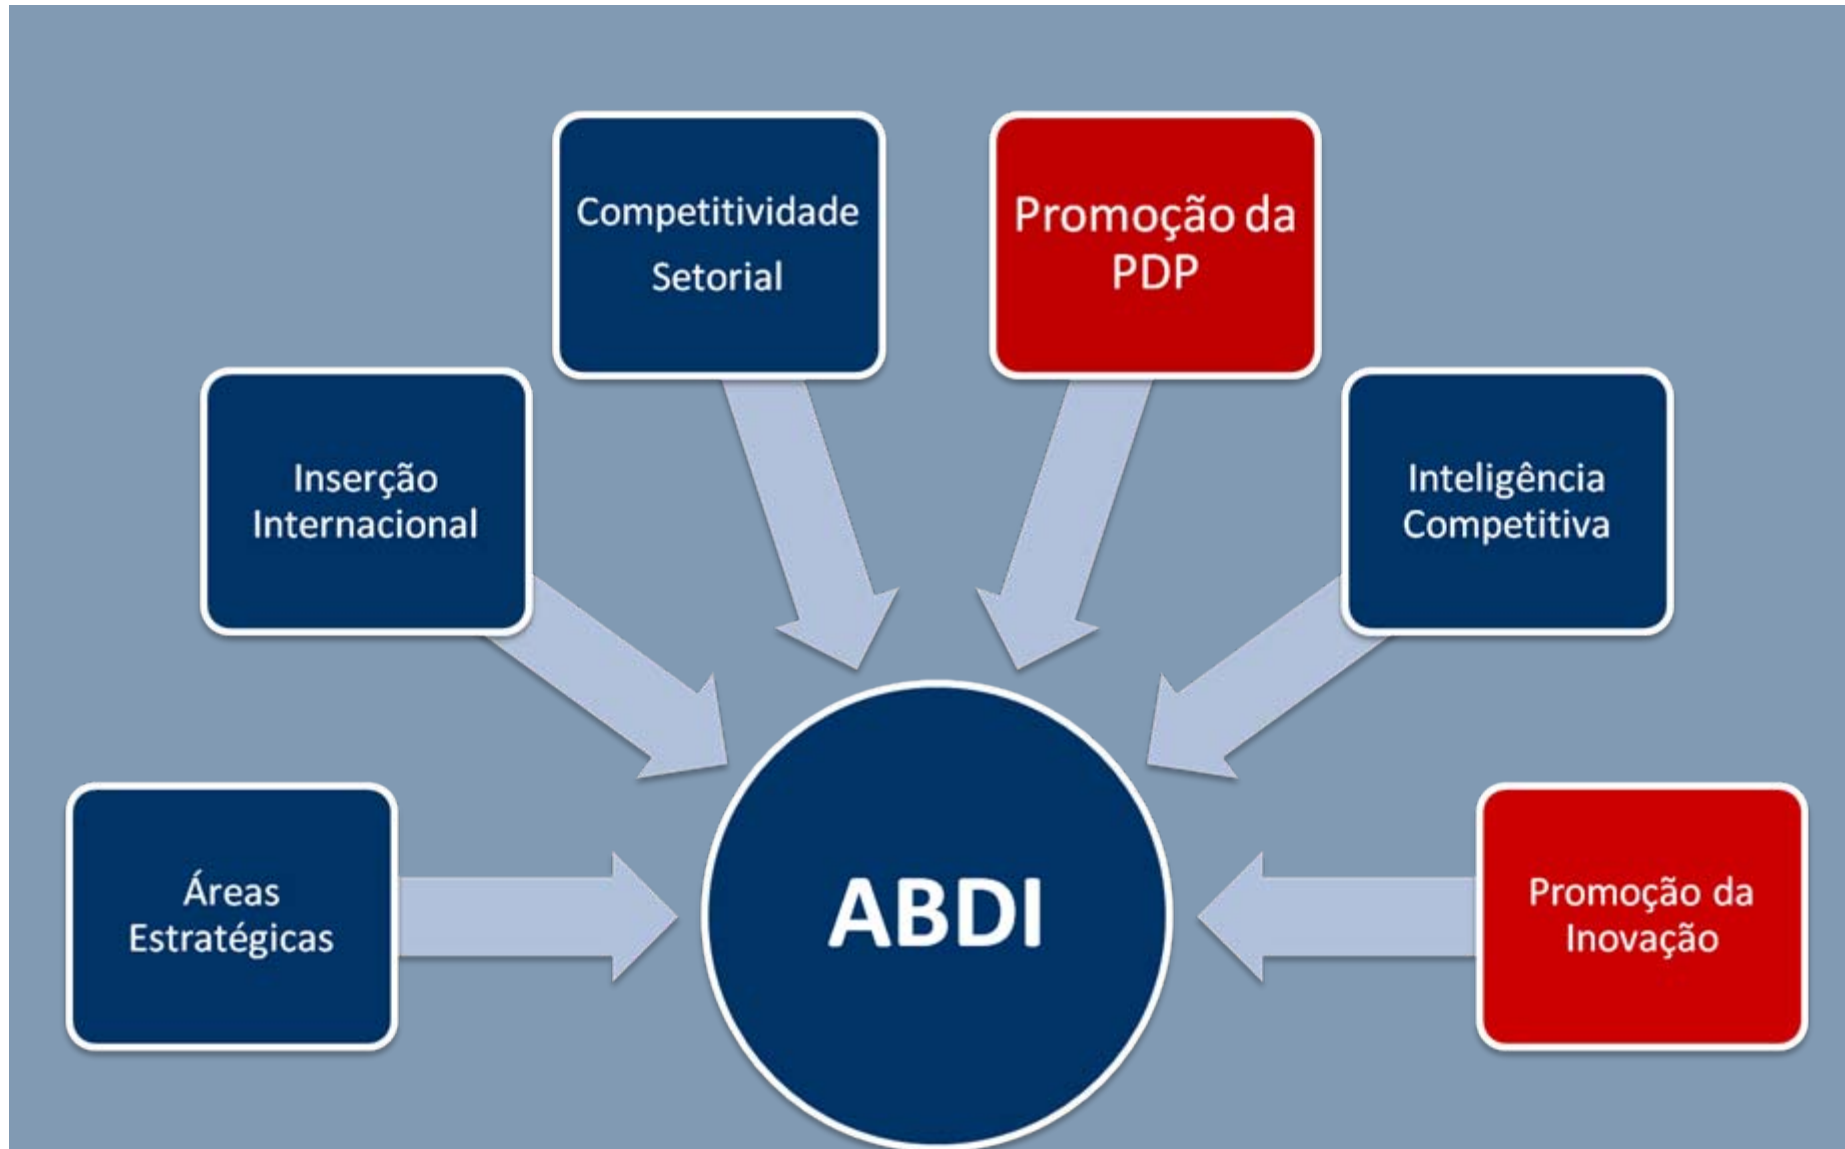 Competitividade
Setorial
Promoção da
PDP
Inserção
Internacional
Inteligência
Competitiva
Áreas
Estratégicas
ABDI
Promoção da
Inovação